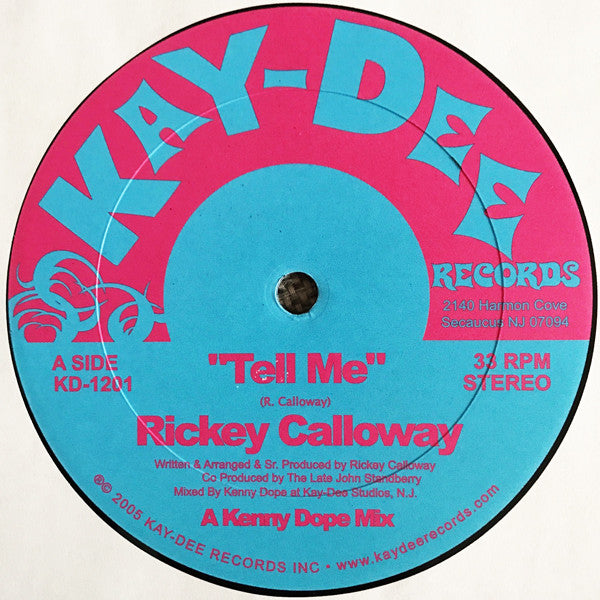 KAY-DEE
RECORDS
2140 Harmon Cove
Secaucus NJ 07094
A SIDE
KD-1201
33 RPM
STEREO
"Tell Me"
(R. Calloway)
Rickey Calloway
Written & Arranged & Sr. Produced by Rickey Calloway
Co Produced by The Late John Standberry
Mixed By Kenny Dope at Kay-Dee Studios, N.J.
A Kenny Dope Mix
®© 2005 KAY-DEE RECORDS INC • www.kaydeerecords.com